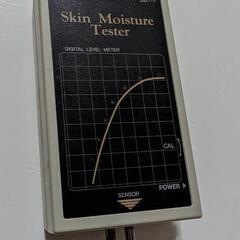 Skin Moisture
Tester
DIGITAL LEVEL METER
CAL
POWER
SENSOR